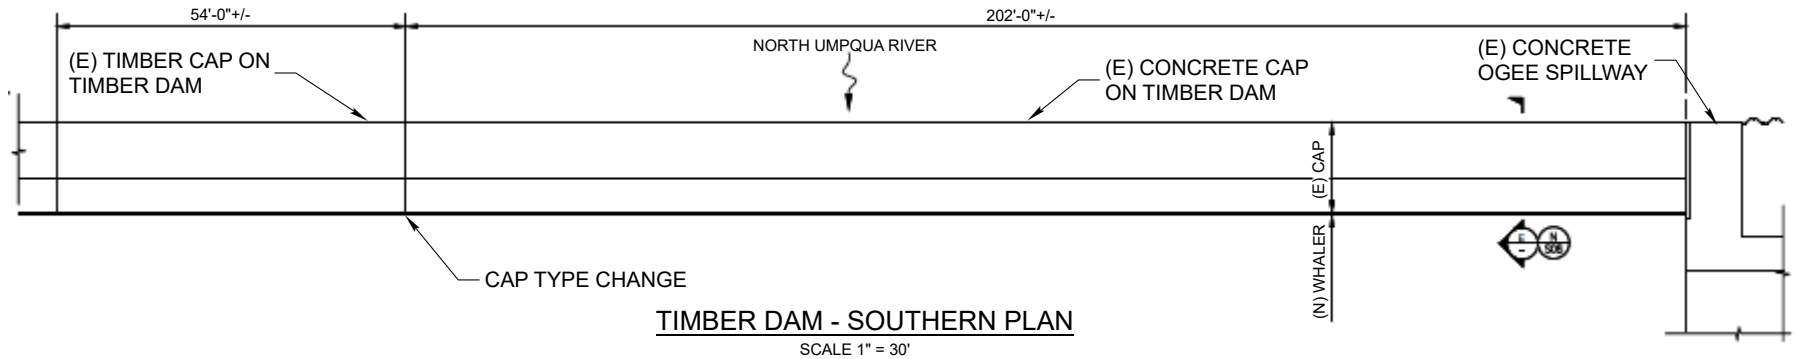 54'-0"+/-
202'-0"+/-
(E) TIMBER CAP ON
TIMBER DAM
NORTH UMPQUA RIVER
(E) CONCRETE CAP
ON TIMBER DAM
(E) CONCRETE
OGEE SPILLWAY
(E) CAP
(N) WHALER
N
S06
CAP TYPE CHANGE
TIMBER DAM - SOUTHERN PLAN
SCALE 1" = 30'